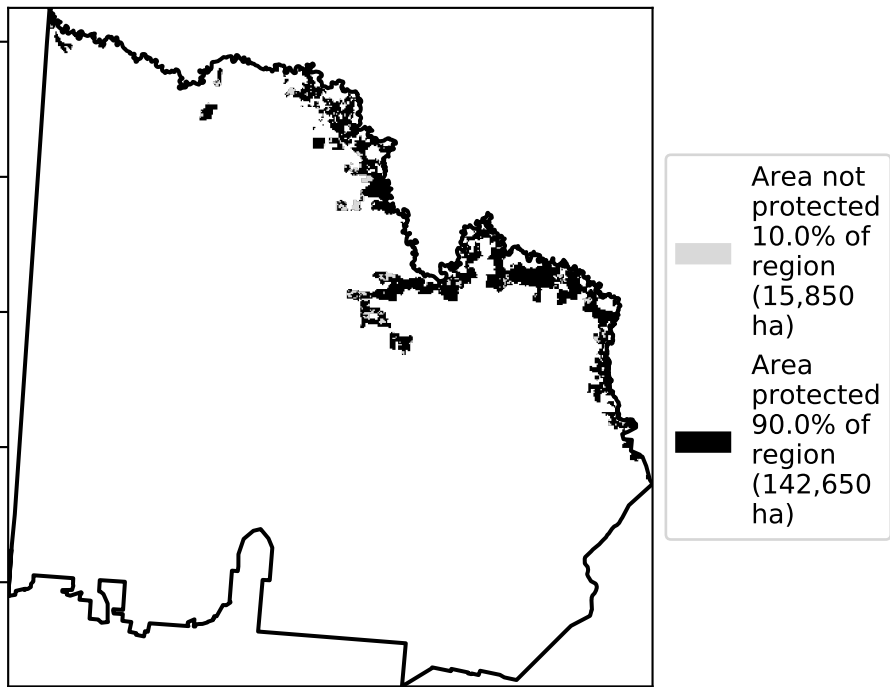 Area not
protected
10.0% of
region
(15,850
ha)
Area
protected
90.0% of
region
(142,650
ha)